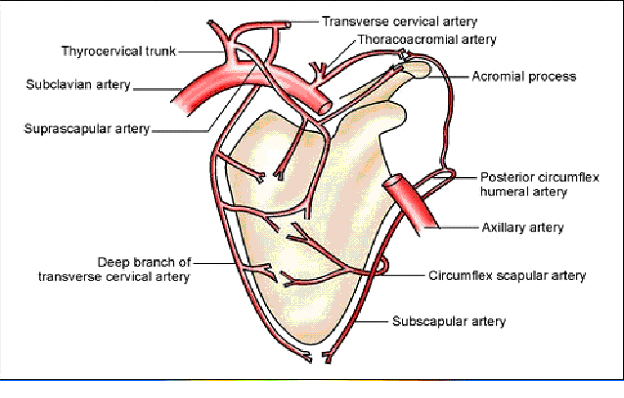 Transverse cervical artery
Thoracoacromial artery
Thyrocervical trunk
Acromial process
Subclavian artery
Suprascapular artery
Posterior circumflex
humeral artery
Axillary artery
Deep branch of
transverse cervical artery
Circumflex scapular artery
Subscapular artery